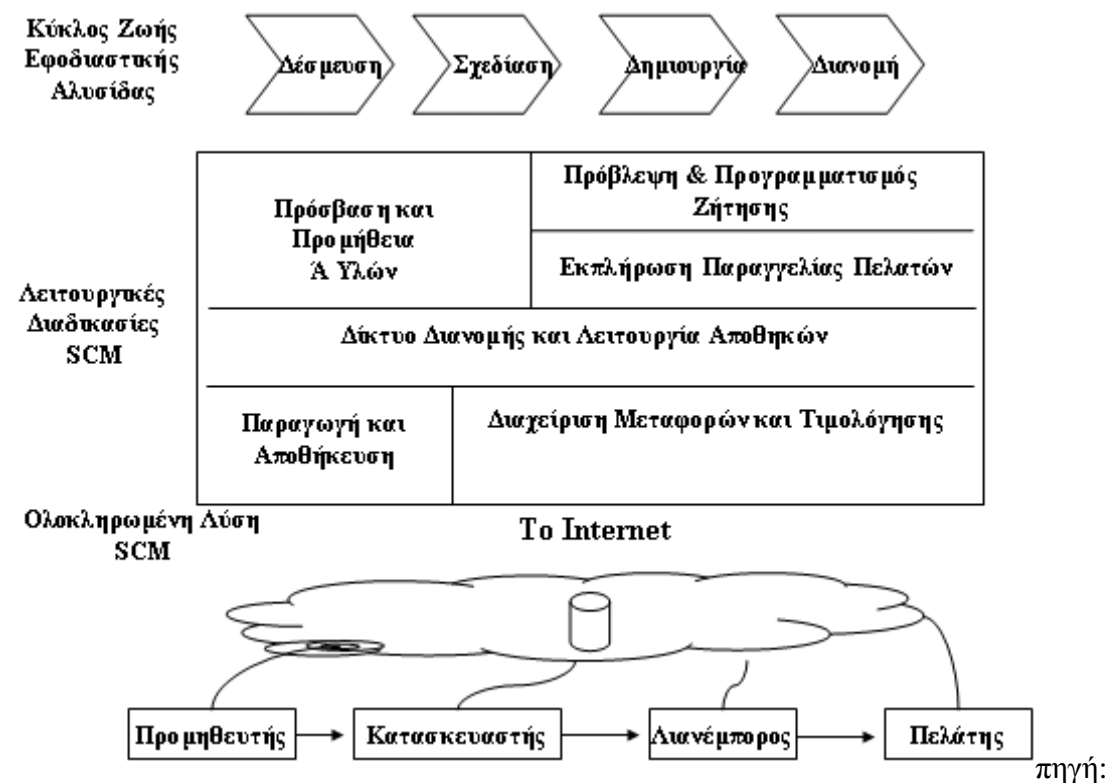 Κύκλος Ζωής
Εφοδιαστικής
Αλυσίδας
Δέσμευση
Σχεδίαση
Δημιουργία
Διανομή
Λειτουργικές
Διαδικασίες
SCM
Πρόσβαση και
Προμήθεια
Ά Υλών
Πρόβλεψη & Προγραμματισμός
Ζήτησης
Εκπλήρωση Παραγγελίας Πελατών
Δίκτυο Διανομής και Λειτουργία Αποθηκών
Παραγωγή και
Αποθήκευση
Διαχείριση Μεταφορών και Τιμολόγησης
Ολοκληρωμένη Λύση
SCM
Το Internet
Προμηθευτής
Κατασκευαστής
Λιανέμπορος
Πελάτης
πηγή: